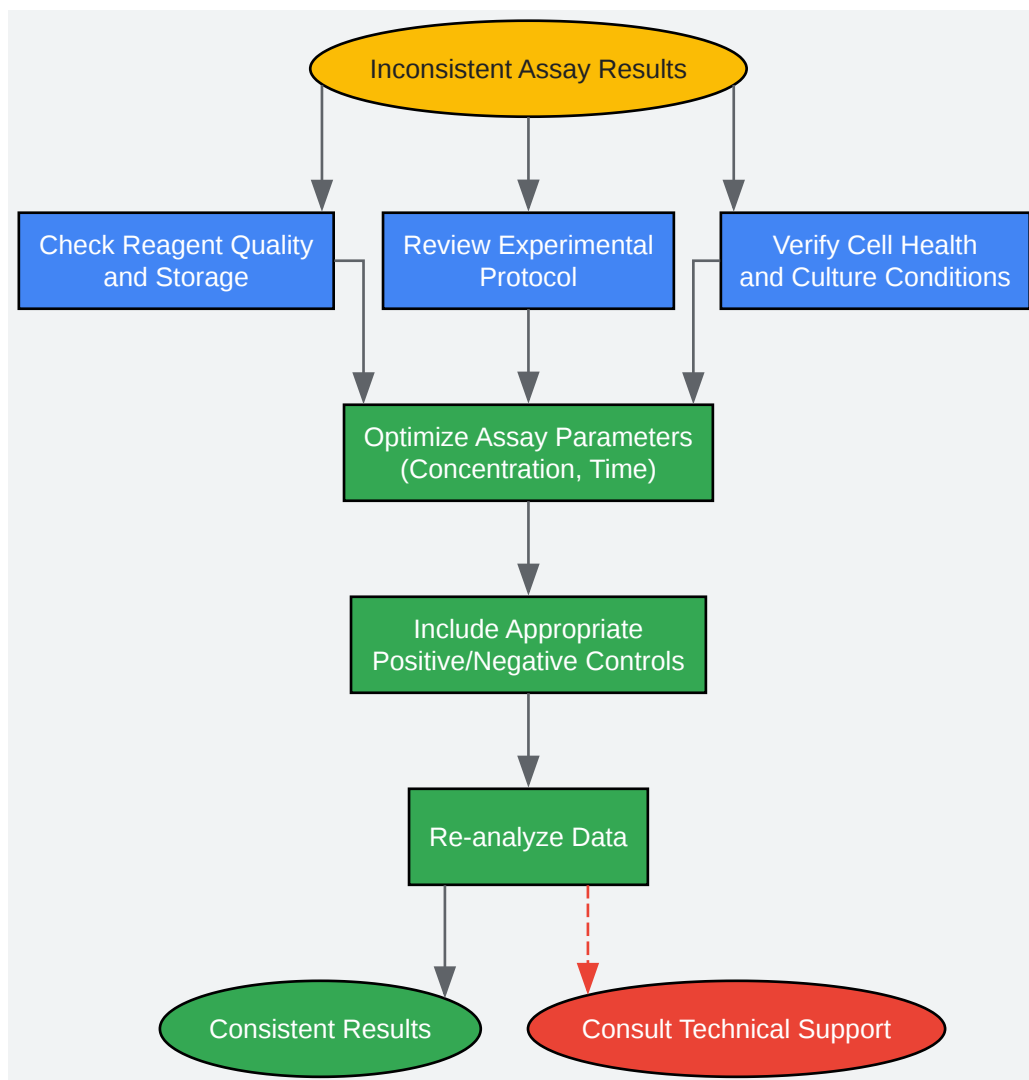 Inconsistent Assay Results
Check Reagent Quality
and Storage
Review Experimental
Protocol
Verify Cell Health
and Culture Conditions
Optimize Assay Parameters
(Concentration, Time)
Include Appropriate
Positive/Negative Controls
Re-analyze Data
Consistent Results
Consult Technical Support